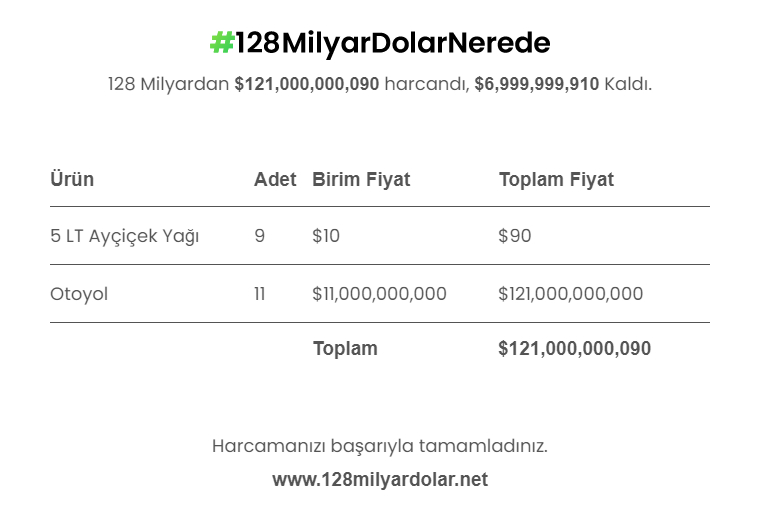 #128MilyarDolarNerede
128 Milyardan $121,000,000,090 harcandı, $6,999,999,910 Kaldı.
Ürün Adet Birim Fiyat Toplam Fiyat
5 LT Ayçiçek Yağı 9 $10 $90
Otoyol 11 $11,000,000,000 $121,000,000,000
Toplam $121,000,000,090
Harcamanızı başarıyla tamamladınız.
www.128milyardolar.net